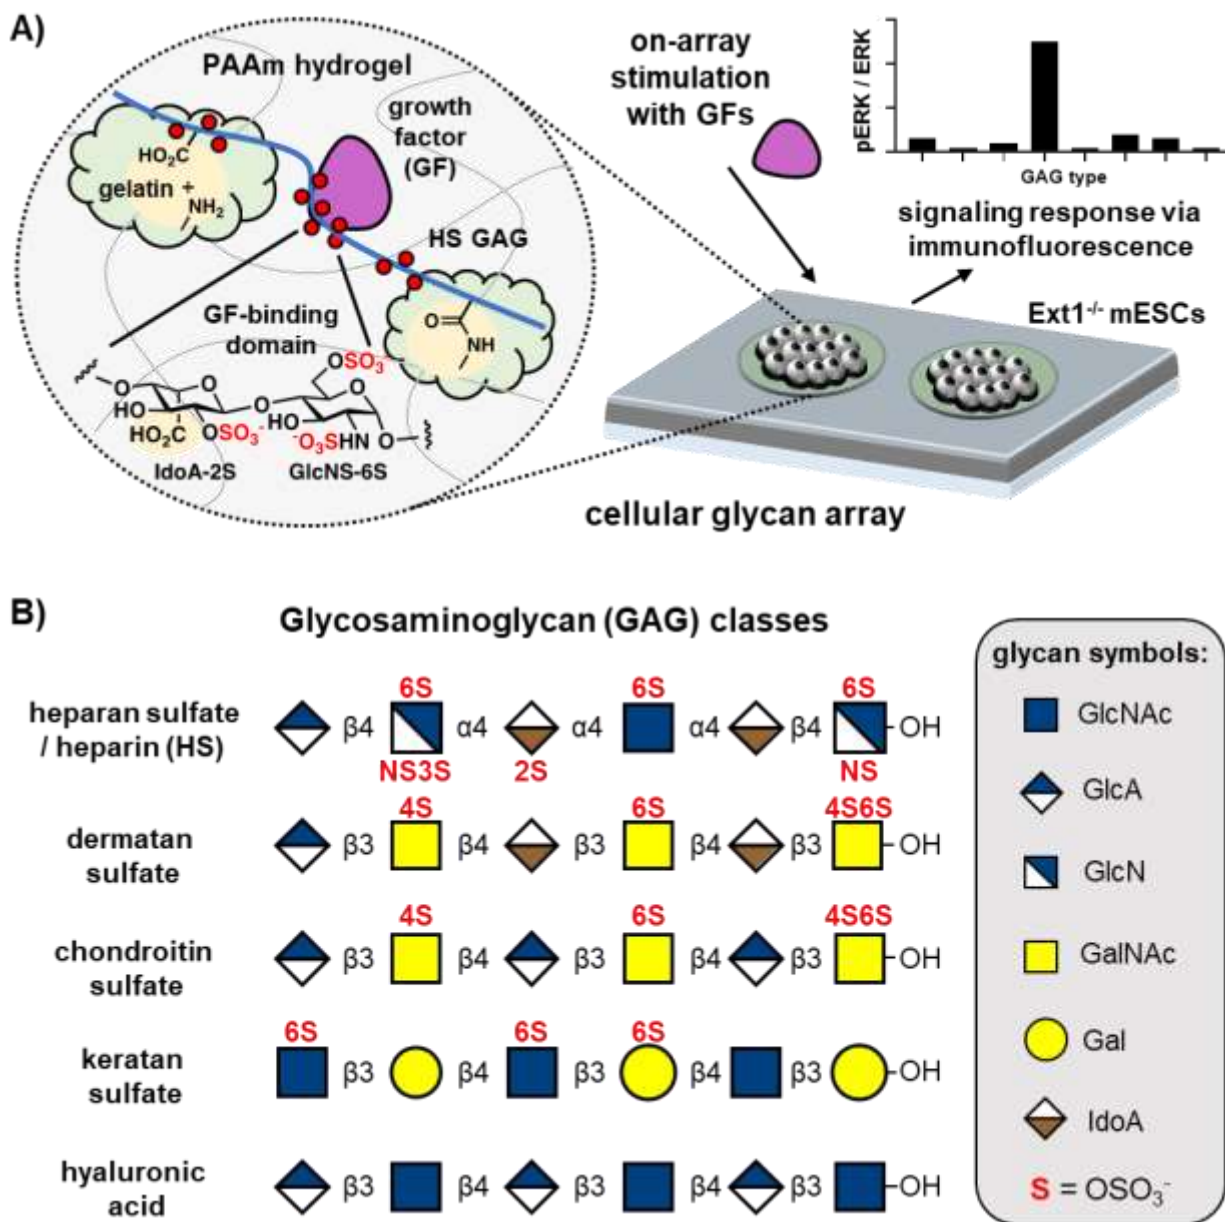 A)
PAAm hydrogel
growth
factor
(GF)
HO₂C
gelatin +
NH₂
HS GAG
GF-binding
domain
O
NH
OSO₃⁻
O
O
HO
HO₂C
OSO₃⁻
O
HO
O
⁻O₃SHN
O
IdoA-2S
GlcNS-6S
on-array
stimulation
with GFs
pERK / ERK
GAG type
signaling response via
immunofluorescence
Ext1⁻/⁻ mESCs
cellular glycan array
B)
Glycosaminoglycan (GAG) classes
6S 6S 6S
heparan sulfate
/ heparin (HS)
β4 α4 α4 α4 β4 -OH
NS3S 2S NS
4S 6S 4S6S
dermatan
sulfate
β3 β4 β3 β4 β3 -OH
4S 6S 4S6S
chondroitin
sulfate
β3 β4 β3 β4 β3 -OH
6S 6S 6S
keratan
sulfate
β3 β4 β3 β4 β3 -OH
hyaluronic
acid
β3 β4 β3 β4 β3 -OH
glycan symbols:
GlcNAc
GlcA
GlcN
GalNAc
Gal
IdoA
S = OSO₃⁻